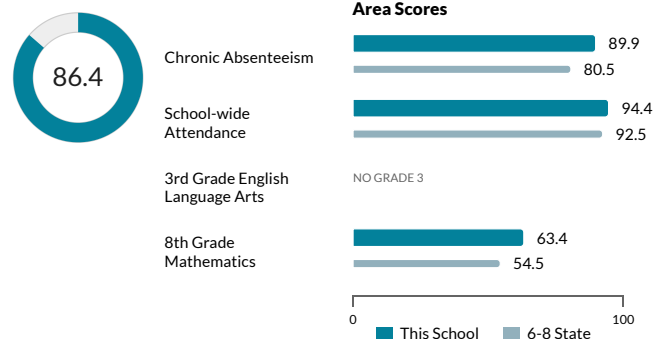 Area Scores
86.4
Chronic Absenteeism
89.9
80.5
School-wide
Attendance
94.4
92.5
3rd Grade English
Language Arts
NO GRADE 3
8th Grade
Mathematics
63.4
54.5
0
100
This School
6-8 State